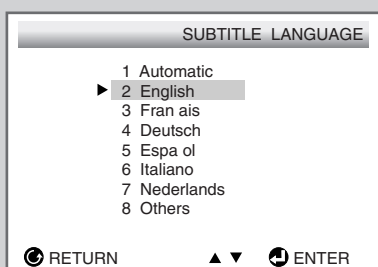 SUBTITLE LANGUAGE
1 Automatic
2 English
3 Fran ais
4 Deutsch
5 Espa ol
6 Italiano
7 Nederlands
8 Others
RETURN ▲ ▼ ENTER